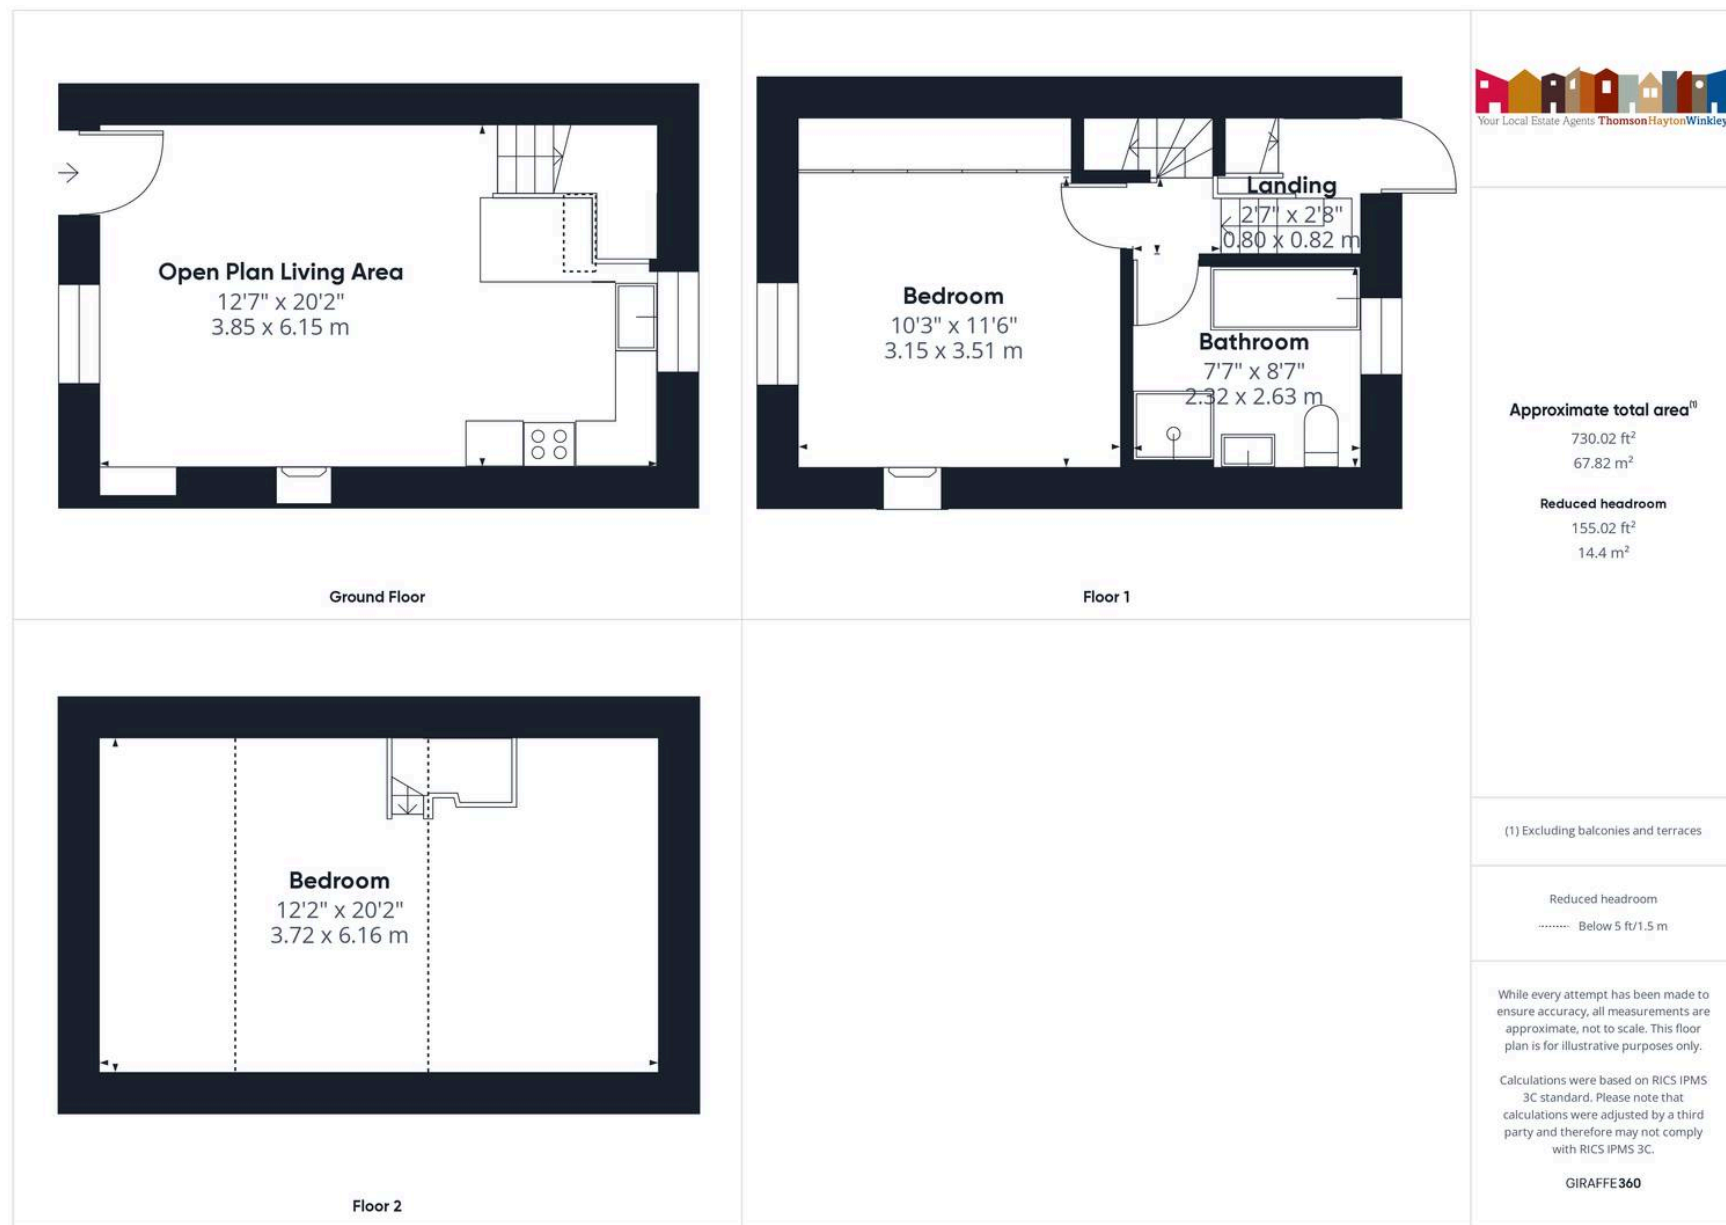 Open Plan Living Area
12'7" x 20'2"
3.85 x 6.15 m
Ground Floor
Bedroom
10'3" x 11'6"
3.15 x 3.51 m
Landing
2'7" x 2'8"
0.80 x 0.82 m
Bathroom
7'7" x 8'7"
2.32 x 2.63 m
Floor 1
Bedroom
12'2" x 20'2"
3.72 x 6.16 m
Floor 2
Your Local Estate Agents ThomsonHaytonWinkley
Approximate total area(1)
730.02 ft²
67.82 m²
Reduced headroom
155.02 ft²
14.4 m²
(1) Excluding balconies and terraces
Reduced headroom
Below 5 ft/1.5 m
While every attempt has been made to
ensure accuracy, all measurements are
approximate, not to scale. This floor
plan is for illustrative purposes only.
Calculations were based on RICS IPMS
3C standard. Please note that
calculations were adjusted by a third
party and therefore may not comply
with RICS IPMS 3C.
GIRAFFE360